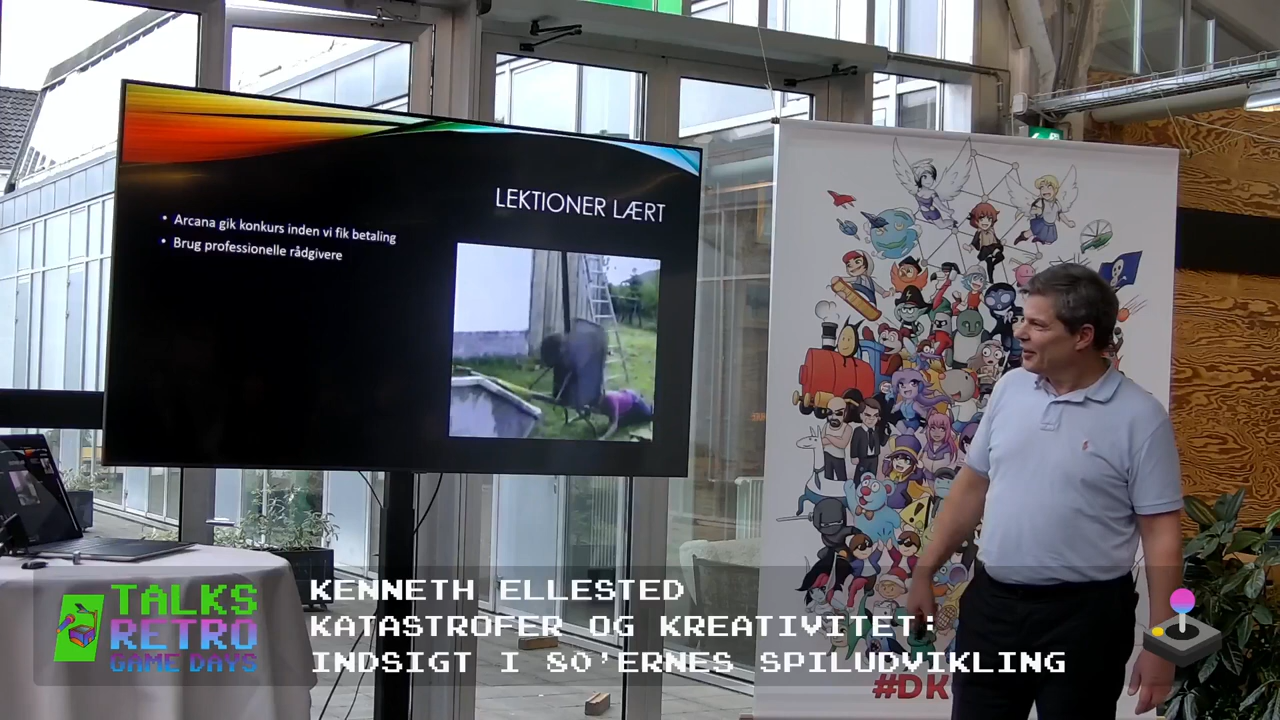 LEKTIONER LÆRT
• Arcana gik konkurs inden vi fik betaling
• Brug professionelle rådgivere
#DK
TALKS
RETRO
GAME DAYS
KENNETH ELLESTED
KATASTROFER OG KREATIVITET:
INDSIGT I 80'ERNES SPILUDVIKLING